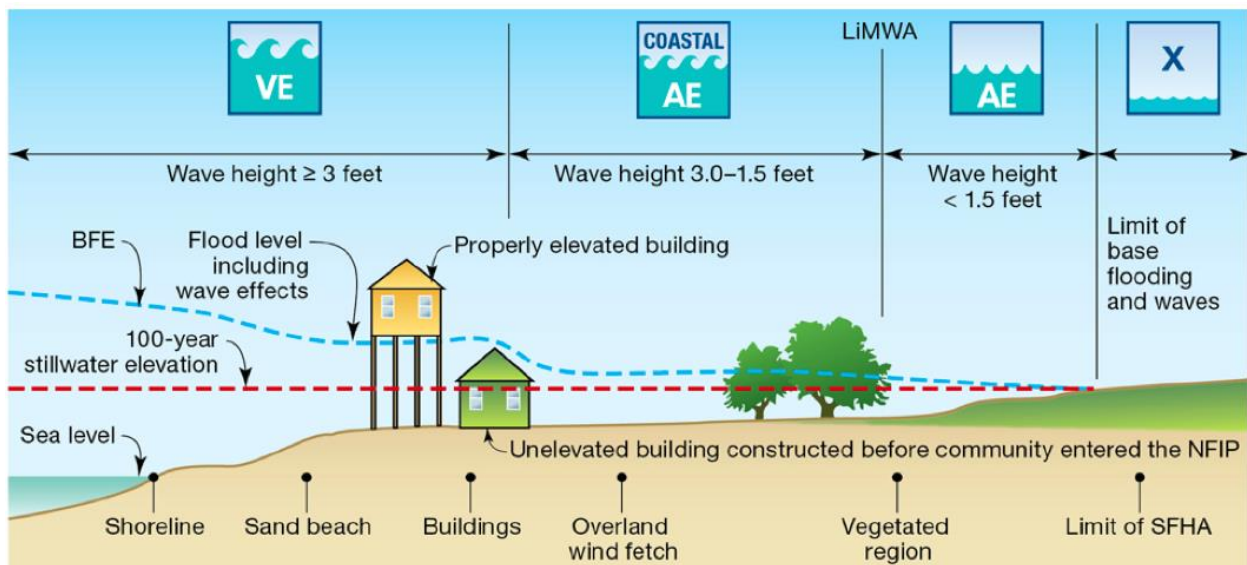 VE
COASTAL
AE
LiMWA
AE
X
Wave height ≥ 3 feet
Wave height 3.0–1.5 feet
Wave height
< 1.5 feet
BFE
Flood level
including
wave effects
Properly elevated building
Limit of
base
flooding
and waves
100-year
stillwater elevation
Sea level
Unelevated building constructed before community entered the NFIP
Shoreline
Sand beach
Buildings
Overland
wind fetch
Vegetated
region
Limit of SFHA